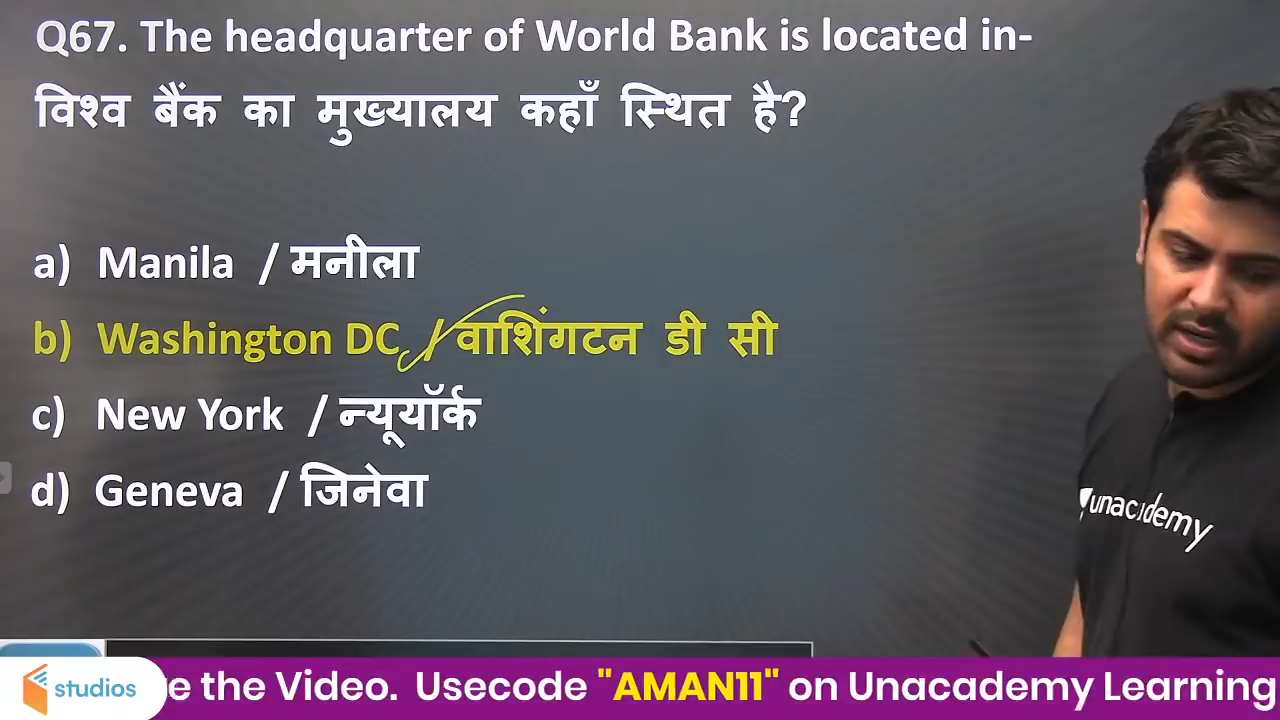 Q67. The headquarter of World Bank is located in-
विश्व बैंक का मुख्यालय कहाँ स्थित है?
a) Manila / मनीला
b) Washington DC / वाशिंगटन डी सी
c) New York / न्यूयॉर्क
d) Geneva / जिनेवा
unacademy
studios
e the Video. Usecode "AMAN11" on Unacademy Learning